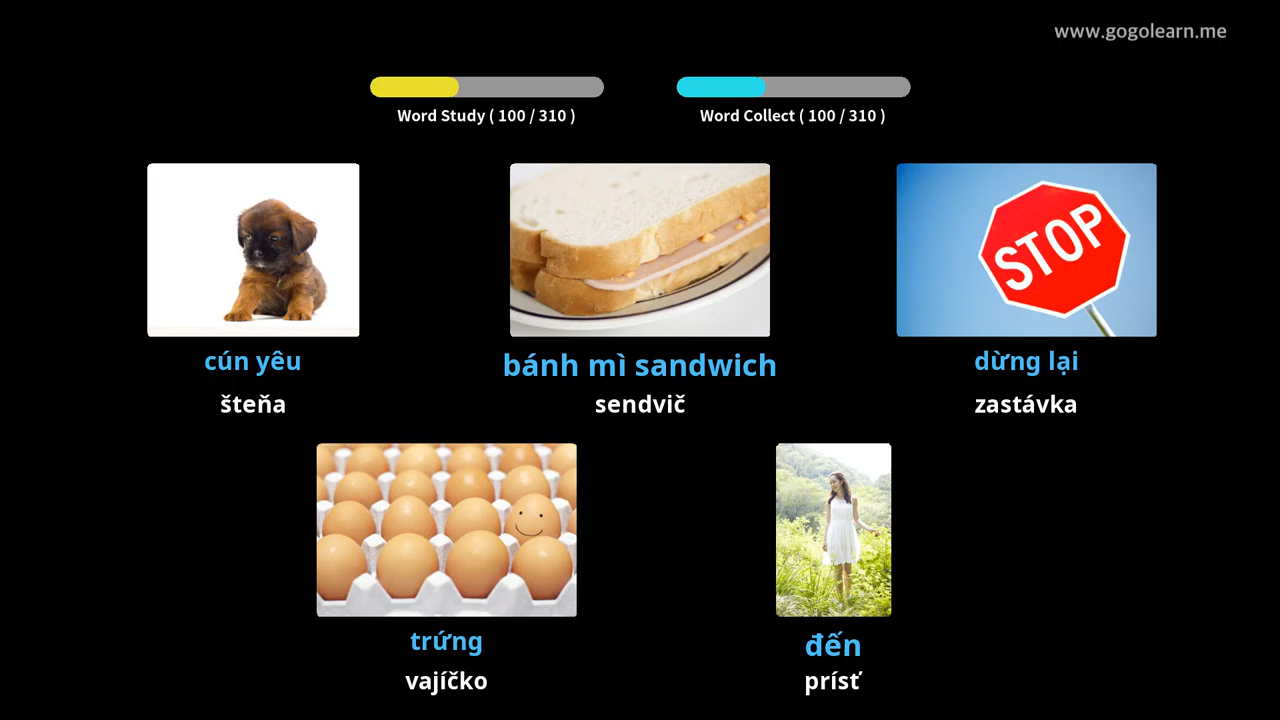 www.gogolearn.me
Word Study ( 100 / 310 )
Word Collect ( 100 / 310 )
STOP
cún yêu
šteňa
bánh mì sandwich
sendvič
dừng lại
zastávka
trứng
vajíčko
đến
prísť